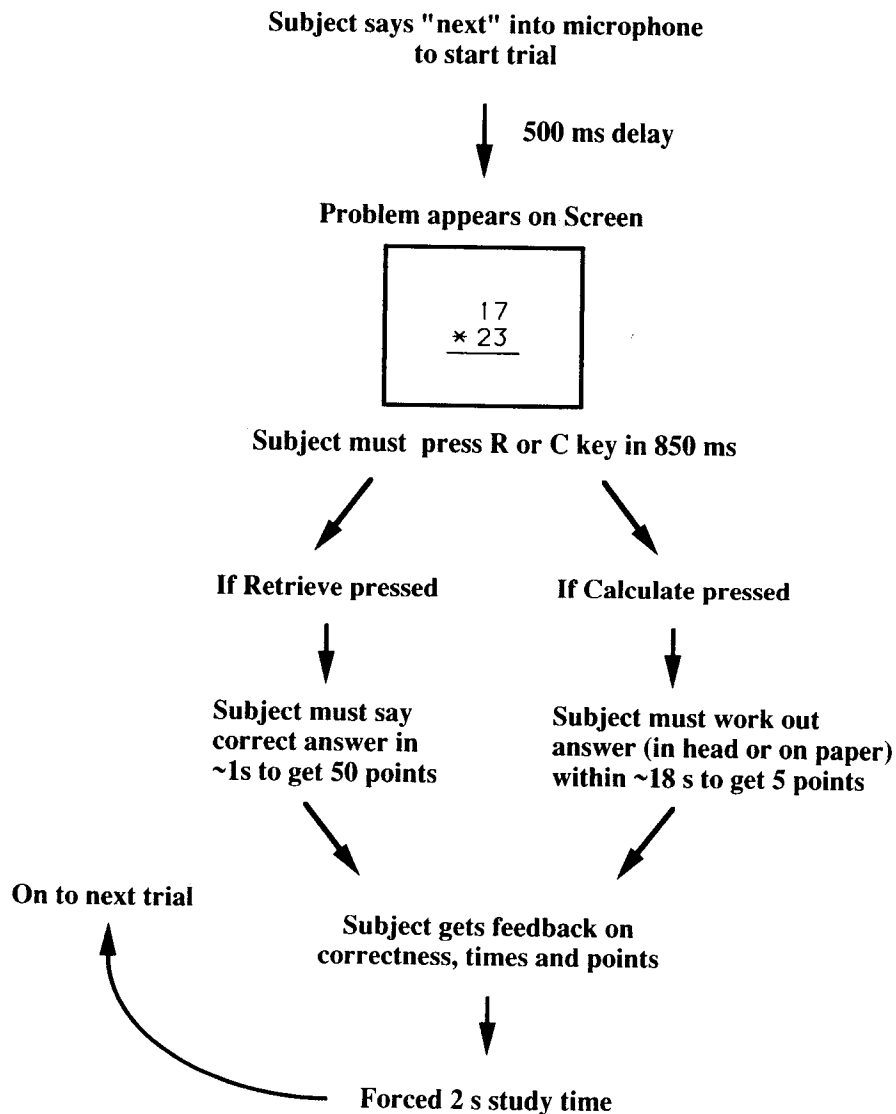 Subject says "next" into microphone
to start trial
500 ms delay
Problem appears on Screen
17
* 23
Subject must press R or C key in 850 ms
If Retrieve pressed
If Calculate pressed
Subject must say
correct answer in
~1s to get 50 points
Subject must work out
answer (in head or on paper)
within ~18 s to get 5 points
On to next trial
Subject gets feedback on
correctness, times and points
Forced 2 s study time